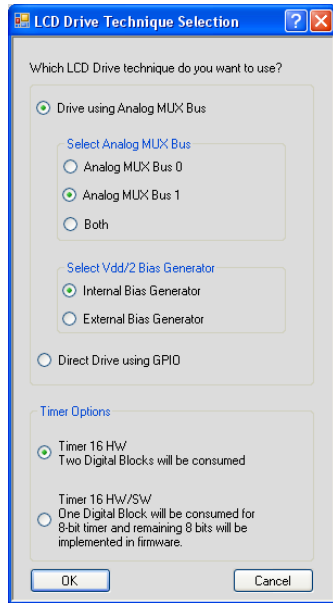 LCD Drive Technique Selection
Which LCD Drive technique do you want to use?
Drive using Analog MUX Bus
Select Analog MUX Bus
Analog MUX Bus 0
Analog MUX Bus 1
Both
Select Vdd/2 Bias Generator
Internal Bias Generator
External Bias Generator
Direct Drive using GPIO
Timer Options
Timer 16 HW
Two Digital Blocks will be consumed
Timer 16 HW/SW
One Digital Block will be consumed for
8-bit timer and remaining 8 bits will be
implemented in firmware.
OK
Cancel